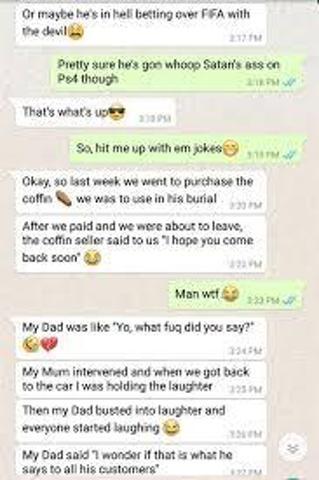 Or maybe he's in hell betting over FIFA with
the devil😩
3:17 PM
Pretty sure he's gon whoop Satan's ass on
Ps4 though
3:18 PM
That's what's up😎
3:18 PM
So, hit me up with em jokes😁
3:19 PM
Okay, so last week we went to purchase the
coffin ⚰️ we was to use in his burial
3:20 PM
After we paid and we were about to leave,
the coffin seller said to us "I hope you come
back soon" 😂
3:22 PM
Man wtf😂
3:23 PM
My Dad was like "Yo, what fuq did you say?"
🤣💔
3:24 PM
My Mum intervened and when we got back
to the car I was holding the laughter
3:25 PM
Then my Dad busted into laughter and
everyone started laughing 😂
3:26 PM
My Dad said "I wonder if that is what he
says to all his customers"
3:27 PM